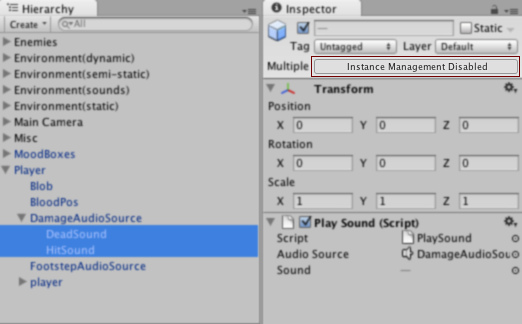 Hierarchy
Create All
Enemies
Environment(dynamic)
Environment(semi-static)
Environment(sounds)
Environment(static)
Main Camera
Misc
MoodBoxes
Player
Blob
BloodPos
DamageAudioSource
DeadSound
HitSound
FootstepAudioSource
player
Inspector
— Static
Tag Untagged Layer Default
Multiple Instance Management Disabled
Transform
Position
X 0 Y 0 Z 0
Rotation
X 0 Y 0 Z 0
Scale
X 1 Y 1 Z 1
Play Sound (Script)
Script PlaySound
Audio Source DamageAudioSou
Sound —